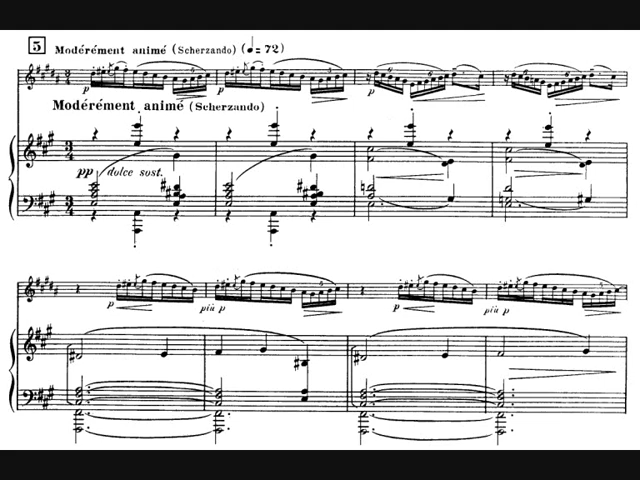 5 Modérément animé (Scherzando) (♩= 72)
p p p p
Modérément animé (Scherzando)
pp dolce sost.
p più p p più p